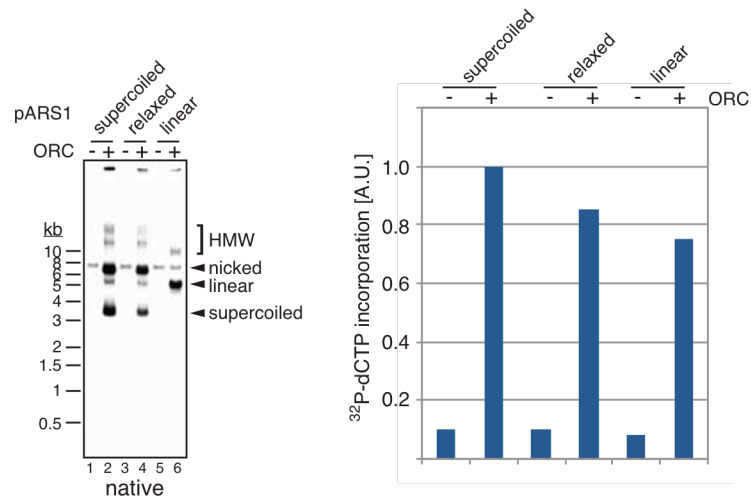 pARS1
supercoiled
relaxed
linear
ORC - + - + - +
kb
10
8
8
6
5
4
3
2
1.5
1
0.5
HMW
nicked
linear
supercoiled
1 2 3 4 5 6
native
supercoiled
relaxed
linear
- + - + - + ORC
32P-dCTP incorporation [A.U.]
1.0
0.8
0.6
0.4
0.2